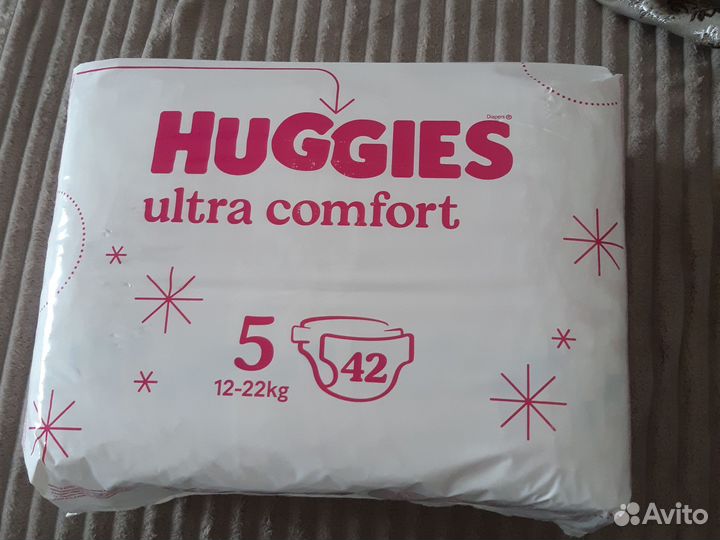 Diapers ®
HUGGIES
ultra comfort
5
42
12-22kg
Avito